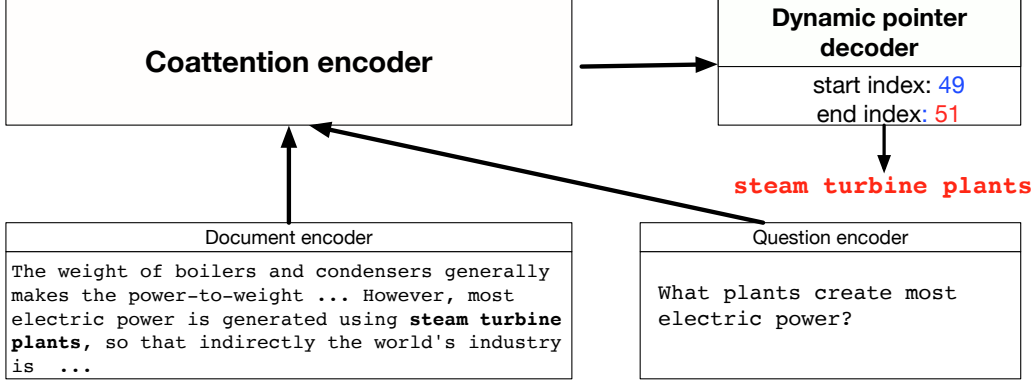 Coattention encoder
Dynamic pointer
decoder
start index: 49
end index: 51
steam turbine plants
Document encoder
The weight of boilers and condensers generally
makes the power-to-weight ... However, most
electric power is generated using steam turbine
plants, so that indirectly the world's industry
is ...
Question encoder
What plants create most
electric power?